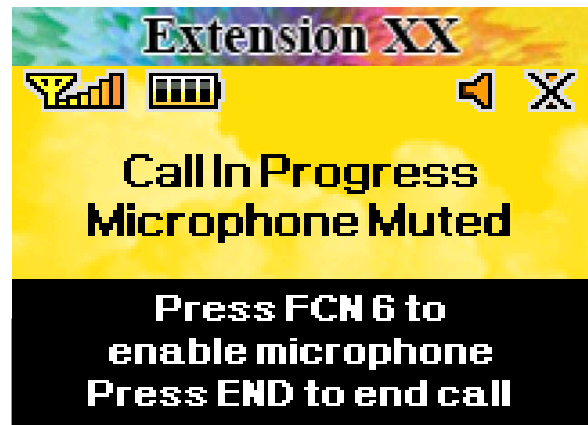 Extension XX
Call In Progress
Microphone Muted
Press FCN 6 to
enable microphone
Press END to end call